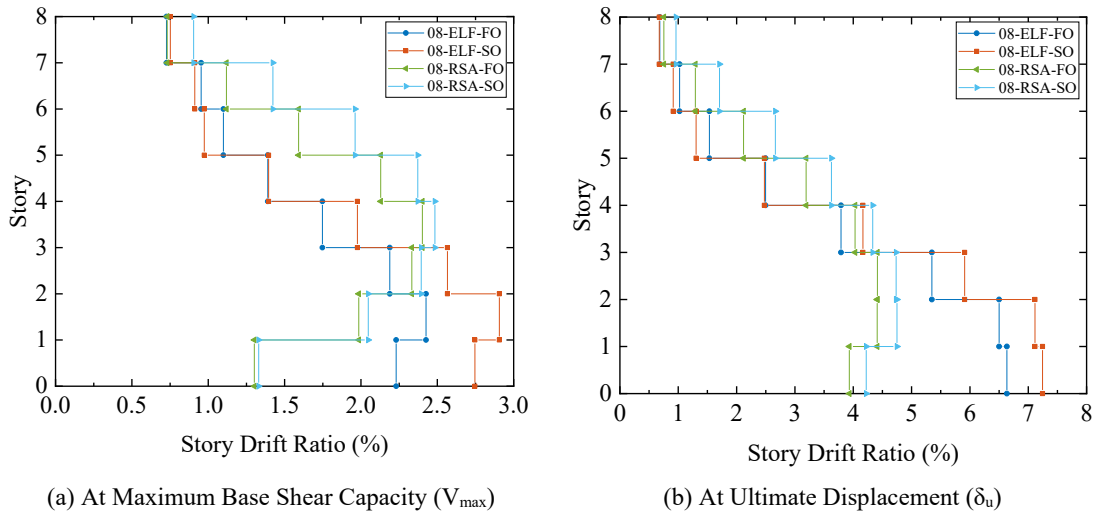 8
7
6
5
4
3
2
1
0
Story
0.0 0.5 1.0 1.5 2.0 2.5 3.0
Story Drift Ratio (%)
08-ELF-FO
08-ELF-SO
08-RSA-FO
08-RSA-SO
(a) At Maximum Base Shear Capacity (Vmax)
8
7
6
5
4
3
2
1
0
Story
0 1 2 3 4 5 6 7 8
Story Drift Ratio (%)
08-ELF-FO
08-ELF-SO
08-RSA-FO
08-RSA-SO
(b) At Ultimate Displacement (δu)